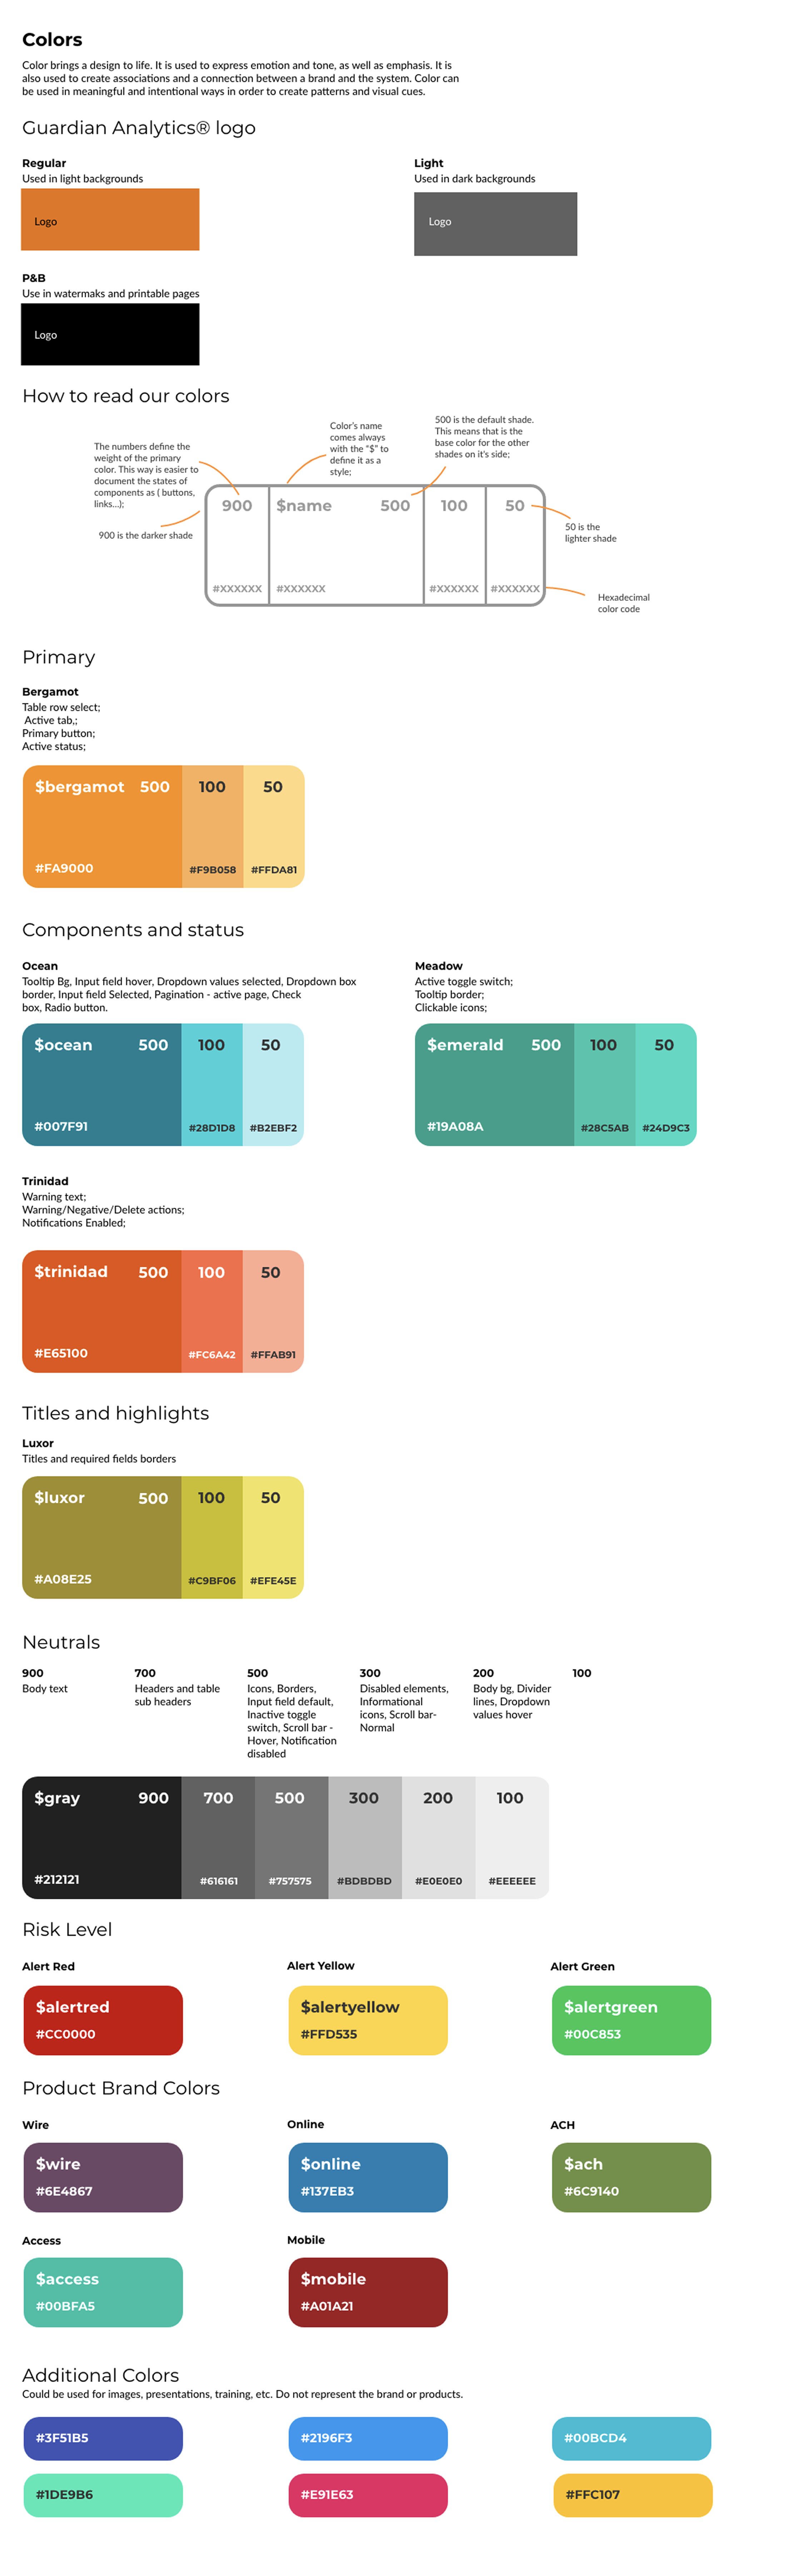 Colors
Color brings a design to life. It is used to express emotion and tone, as well as emphasis. It is
also used to create associations and a connection between a brand and the system. Color can
be used in meaningful and intentional ways in order to create patterns and visual cues.
Guardian Analytics® logo
Regular
Used in light backgrounds
Logo
Light
Used in dark backgrounds
Logo
P&B
Use in watermaks and printable pages
Logo
How to read our colors
The numbers define the
weight of the primary
color. This way is easier to
document the states of
components as ( buttons,
links...);
900 is the darker shade
Color's name
comes always
with the "$" to
define it as a
style;
500 is the default shade.
This means that is the
base color for the other
shades on it's side;
900
$name
500
100
50
#XXXXXX
#XXXXXX
#XXXXXX
#XXXXXX
50 is the
lighter shade
Hexadecimal
color code
Primary
Bergamot
Table row select;
Active tab,;
Primary button;
Active status;
$bergamot 500 100 50
#FA9000 #F9B058 #FFDA81
Components and status
Ocean
Tooltip Bg, Input field hover, Dropdown values selected, Dropdown box
border, Input field Selected, Pagination - active page, Check
box, Radio button.
$ocean 500 100 50
#007F91 #28D1D8 #B2EBF2
Meadow
Active toggle switch;
Tooltip border;
Clickable icons;
$emerald 500 100 50
#19A08A #28C5AB #24D9C3
Trinidad
Warning text;
Warning/Negative/Delete actions;
Notifications Enabled;
$trinidad 500 100 50
#E65100 #FC6A42 #FFAB91
Titles and highlights
Luxor
Titles and required fields borders
$luxor 500 100 50
#A08E25 #C9BF06 #EFE45E
Neutrals
900
Body text
700
Headers and table
sub headers
500
Icons, Borders,
Input field default,
Inactive toggle
switch, Scroll bar -
Hover, Notification
disabled
300
Disabled elements,
Informational
icons, Scroll bar-
Normal
200
Body bg, Divider
lines, Dropdown
values hover
100
$gray 900 700 500 300 200 100
#212121 #616161 #757575 #BDBDBD #E0E0E0 #EEEEEE
Risk Level
Alert Red
$alertred
#CC0000
Alert Yellow
$alertyellow
#FFD535
Alert Green
$alertgreen
#00C853
Product Brand Colors
Wire
$wire
#6E4867
Online
$online
#137EB3
ACH
$ach
#6C9140
Access
$access
#00BFA5
Mobile
$mobile
#A01A21
Additional Colors
Could be used for images, presentations, training, etc. Do not represent the brand or products.
#3F51B5
#2196F3
#00BCD4
#1DE9B6
#E91E63
#FFC107